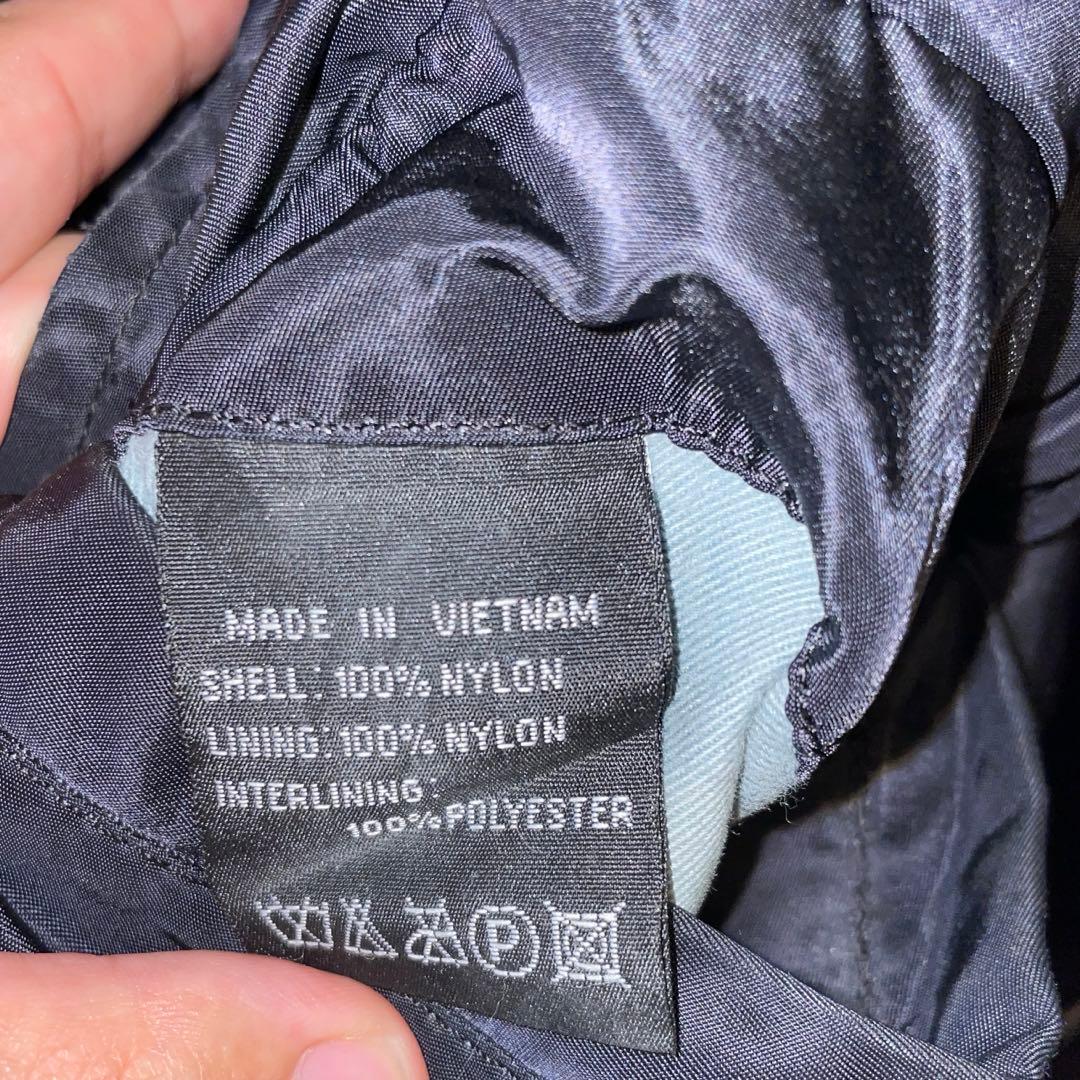 MADE IN VIETNAM
SHELL: 100% NYLON
LINING: 100% NYLON
INTERLINING:
100% POLYESTER
P